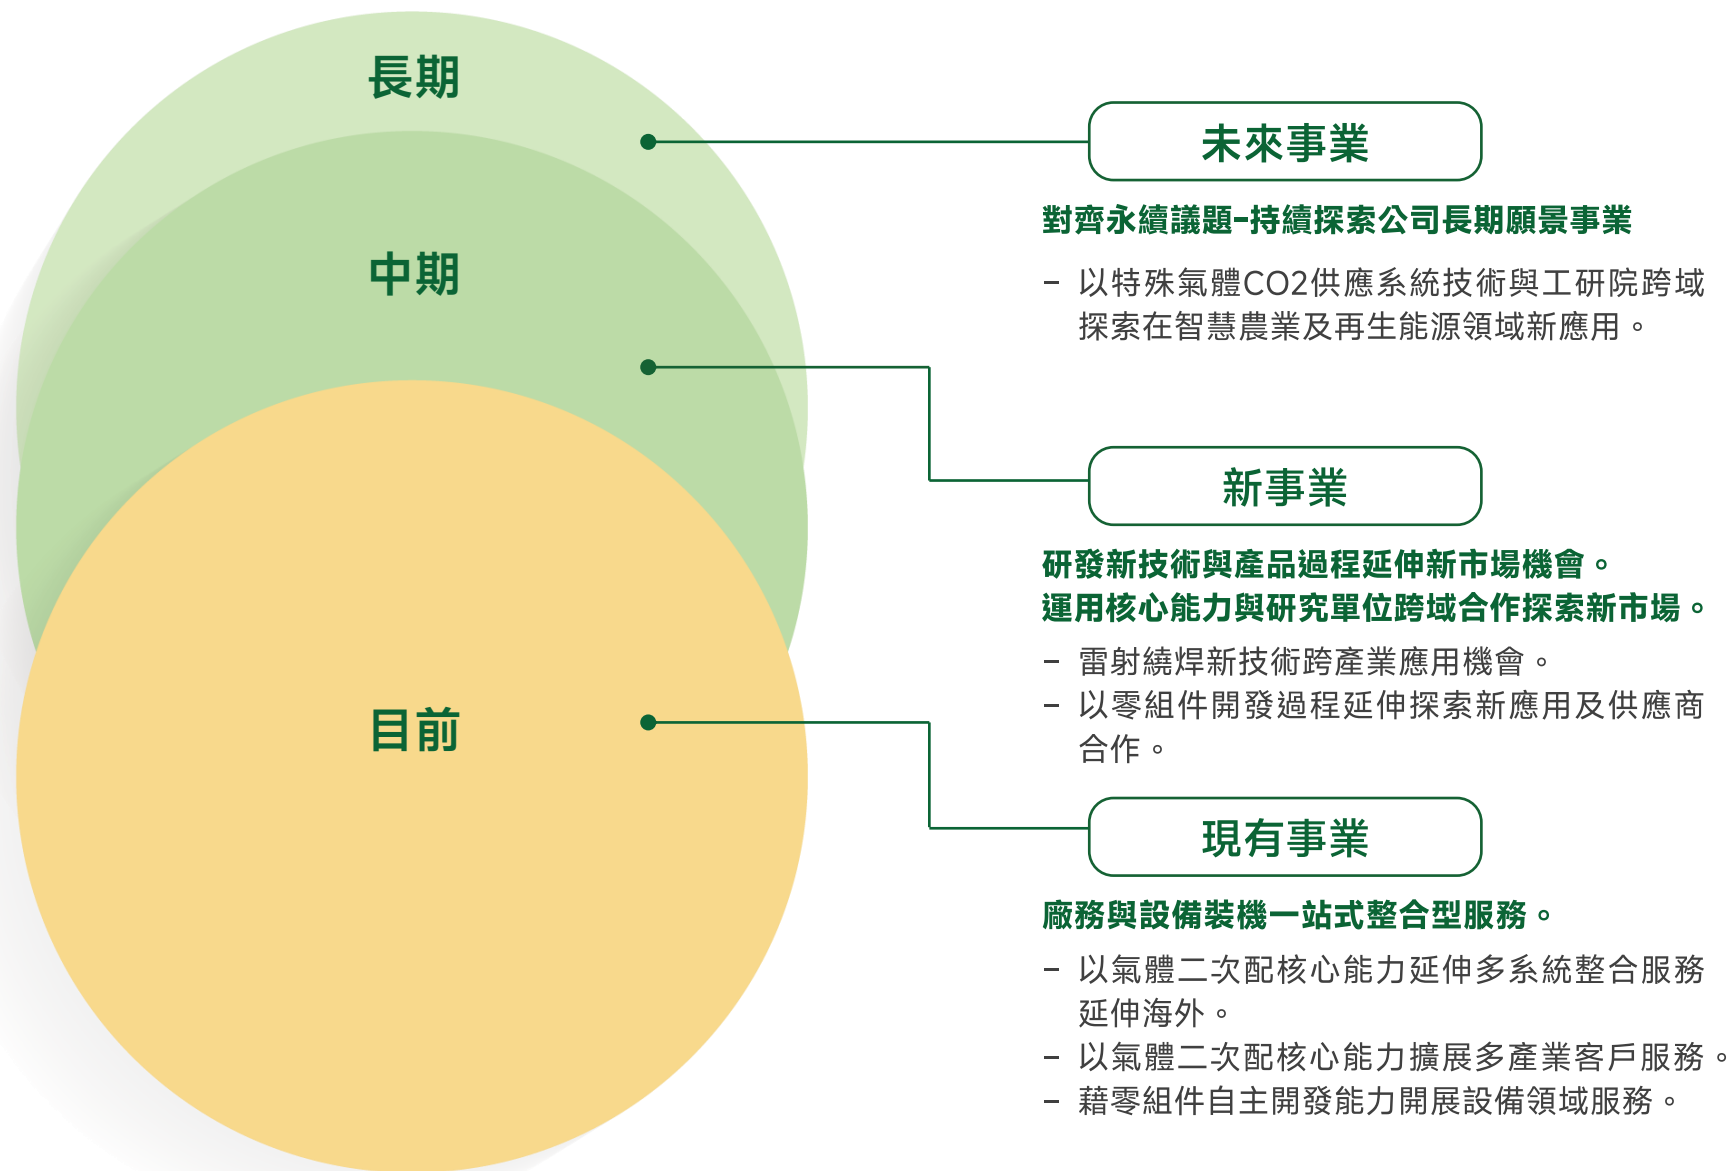 長期
未來事業
對齊永續議題-持續探索公司長期願景事業
- 以特殊氣體CO2供應系統技術與工研院跨域
探索在智慧農業及再生能源領域新應用。
中期
新事業
研發新技術與產品過程延伸新市場機會。
運用核心能力與研究單位跨域合作探索新市場。
- 雷射繞焊新技術跨產業應用機會。
- 以零組件開發過程延伸探索新應用及供應商
合作。
目前
現有事業
廠務與設備裝機一站式整合型服務。
- 以氣體二次配核心能力延伸多系統整合服務
延伸海外。
- 以氣體二次配核心能力擴展多產業客戶服務。
- 藉零組件自主開發能力開展設備領域服務。